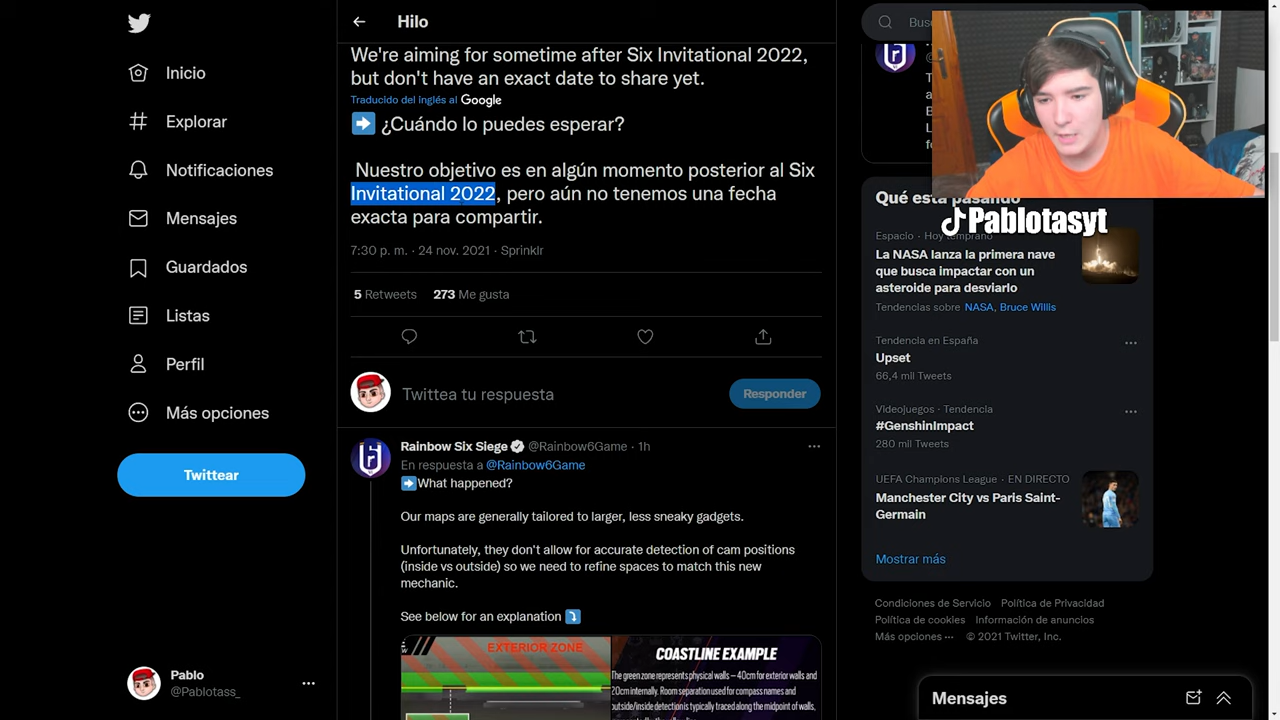 Inicio
Explorar
Notificaciones
Mensajes
Guardados
Listas
Perfil
Más opciones
Twittear
Pablo
@Pablotass_
Hilo
We're aiming for sometime after Six Invitational 2022,
but don't have an exact date to share yet.
Traducido del inglés al Google
➡️ ¿Cuándo lo puedes esperar?
Nuestro objetivo es en algún momento posterior al Six
Invitational 2022, pero aún no tenemos una fecha
exacta para compartir.
7:30 p. m. · 24 nov. 2021 · Sprinklr
5 Retweets 273 Me gusta
Twittea tu respuesta
Responder
Rainbow Six Siege @Rainbow6Game · 1h
En respuesta a @Rainbow6Game
➡️What happened?
Our maps are generally tailored to larger, less sneaky gadgets.
Unfortunately, they don't allow for accurate detection of cam positions
(inside vs outside) so we need to refine spaces to match this new
mechanic.
See below for an explanation ⤵️
EXTERIOR ZONE
COASTLINE EXAMPLE
The green zone represents physical walls – 40cm for exterior walls and
20cm internally. Room separation used for compass names and
outside/inside detection is typically traced along the midpoint of walls,
Bus
Pablotasyt
Qué está pasando
Espacio · Hoy temprano
La NASA lanza la primera nave
que busca impactar con un
asteroide para desviarlo
Tendencias sobre NASA, Bruce Willis
Tendencia en España
Upset
66,4 mil Tweets
Videojuegos · Tendencia
#GenshinImpact
280 mil Tweets
UEFA Champions League · EN DIRECTO
Manchester City vs Paris Saint-
Germain
Mostrar más
Condiciones de Servicio Política de Privacidad
Política de cookies Información de anuncios
Más opciones © 2021 Twitter, Inc.
Mensajes